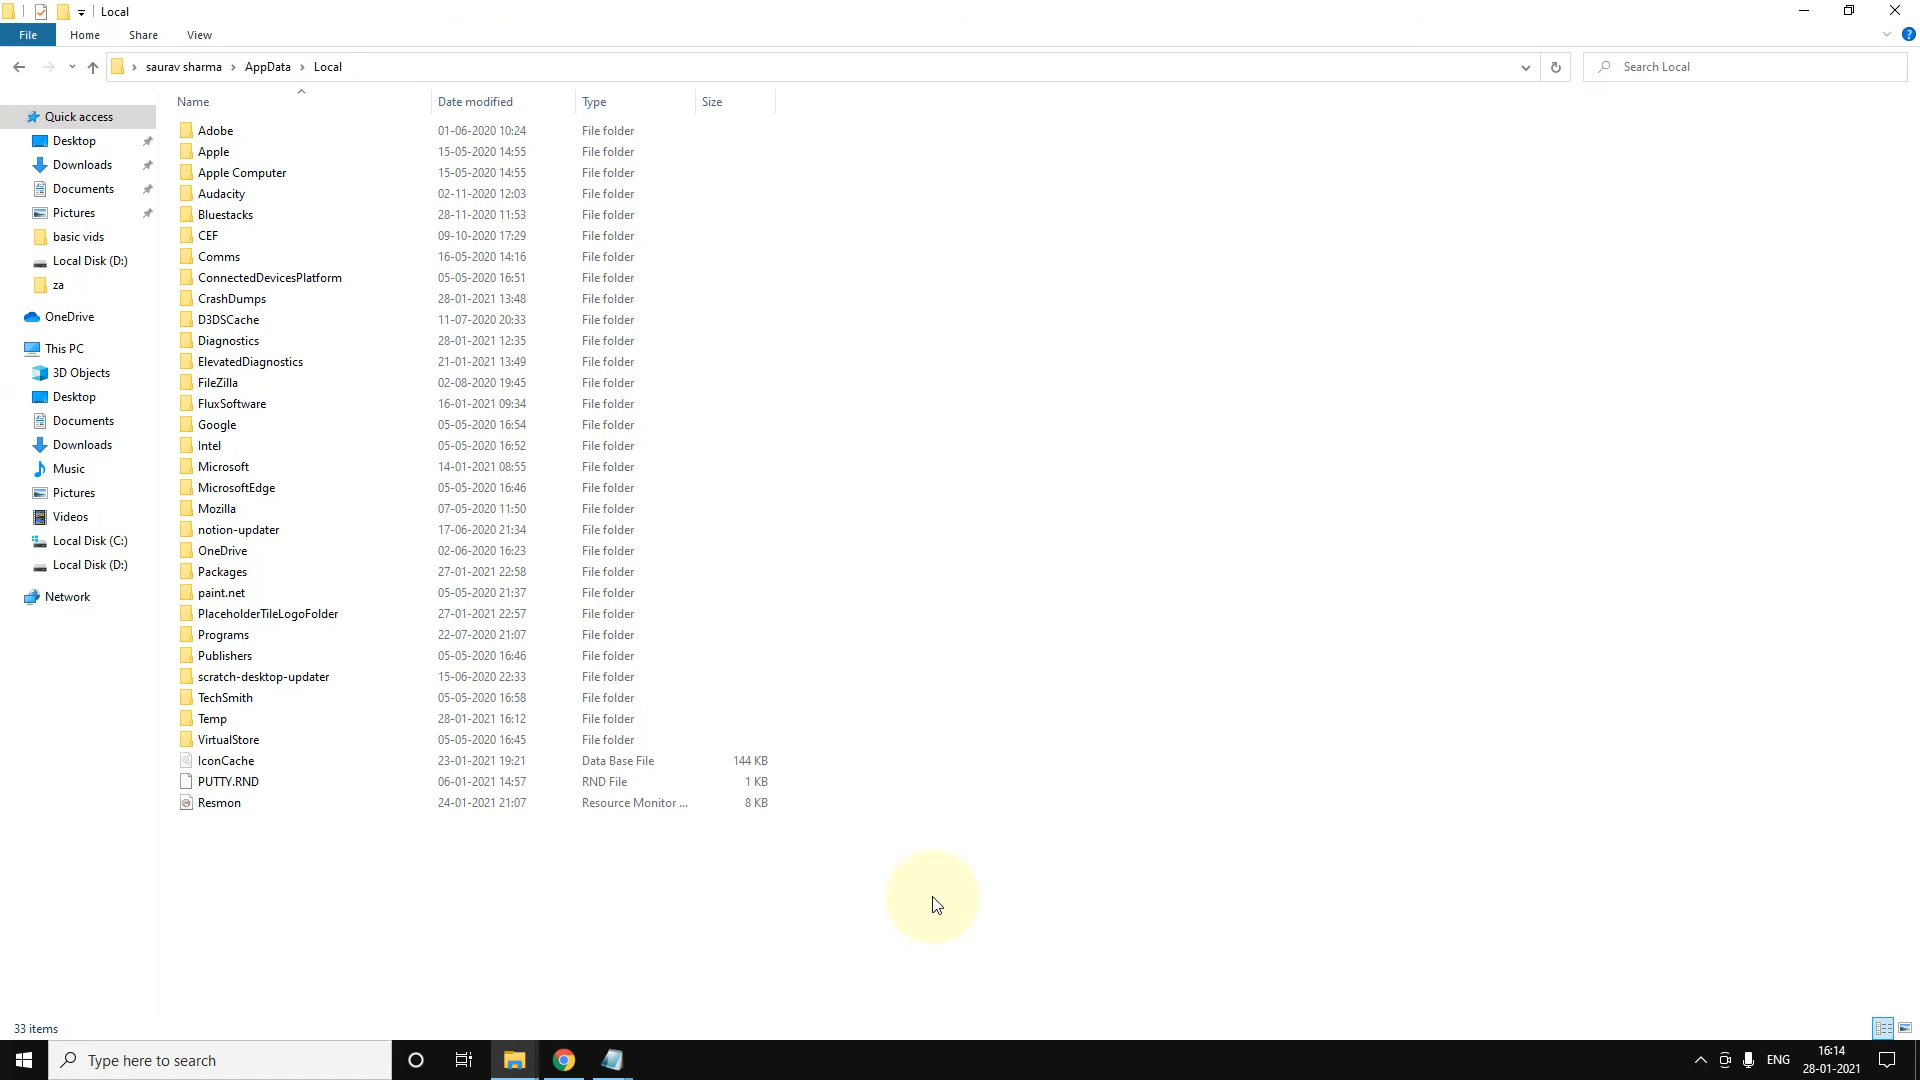 Local
File Home Share View
saurav sharma AppData Local Search Local
Name Date modified Type Size
Quick access
Desktop
Downloads
Documents
Pictures
basic vids
Local Disk (D:)
za
OneDrive
This PC
3D Objects
Desktop
Documents
Downloads
Music
Pictures
Videos
Local Disk (C:)
Local Disk (D:)
Network
Adobe 01-06-2020 10:24 File folder
Apple 15-05-2020 14:55 File folder
Apple Computer 15-05-2020 14:55 File folder
Audacity 02-11-2020 12:03 File folder
Bluestacks 28-11-2020 11:53 File folder
CEF 09-10-2020 17:29 File folder
Comms 16-05-2020 14:16 File folder
ConnectedDevicesPlatform 05-05-2020 16:51 File folder
CrashDumps 28-01-2021 13:48 File folder
D3DSCache 11-07-2020 20:33 File folder
Diagnostics 28-01-2021 12:35 File folder
ElevatedDiagnostics 21-01-2021 13:49 File folder
FileZilla 02-08-2020 19:45 File folder
FluxSoftware 16-01-2021 09:34 File folder
Google 05-05-2020 16:54 File folder
Intel 05-05-2020 16:52 File folder
Microsoft 14-01-2021 08:55 File folder
MicrosoftEdge 05-05-2020 16:46 File folder
Mozilla 07-05-2020 11:50 File folder
notion-updater 17-06-2020 21:34 File folder
OneDrive 02-06-2020 16:23 File folder
Packages 27-01-2021 22:58 File folder
paint.net 05-05-2020 21:37 File folder
PlaceholderTileLogoFolder 27-01-2021 22:57 File folder
Programs 22-07-2020 21:07 File folder
Publishers 05-05-2020 16:46 File folder
scratch-desktop-updater 15-06-2020 22:33 File folder
TechSmith 05-05-2020 16:58 File folder
Temp 28-01-2021 16:12 File folder
VirtualStore 05-05-2020 16:45 File folder
IconCache 23-01-2021 19:21 Data Base File 144 KB
PUTTY.RND 06-01-2021 14:57 RND File 1 KB
Resmon 24-01-2021 21:07 Resource Monitor ... 8 KB
33 items
Type here to search
ENG
16:14
28-01-2021